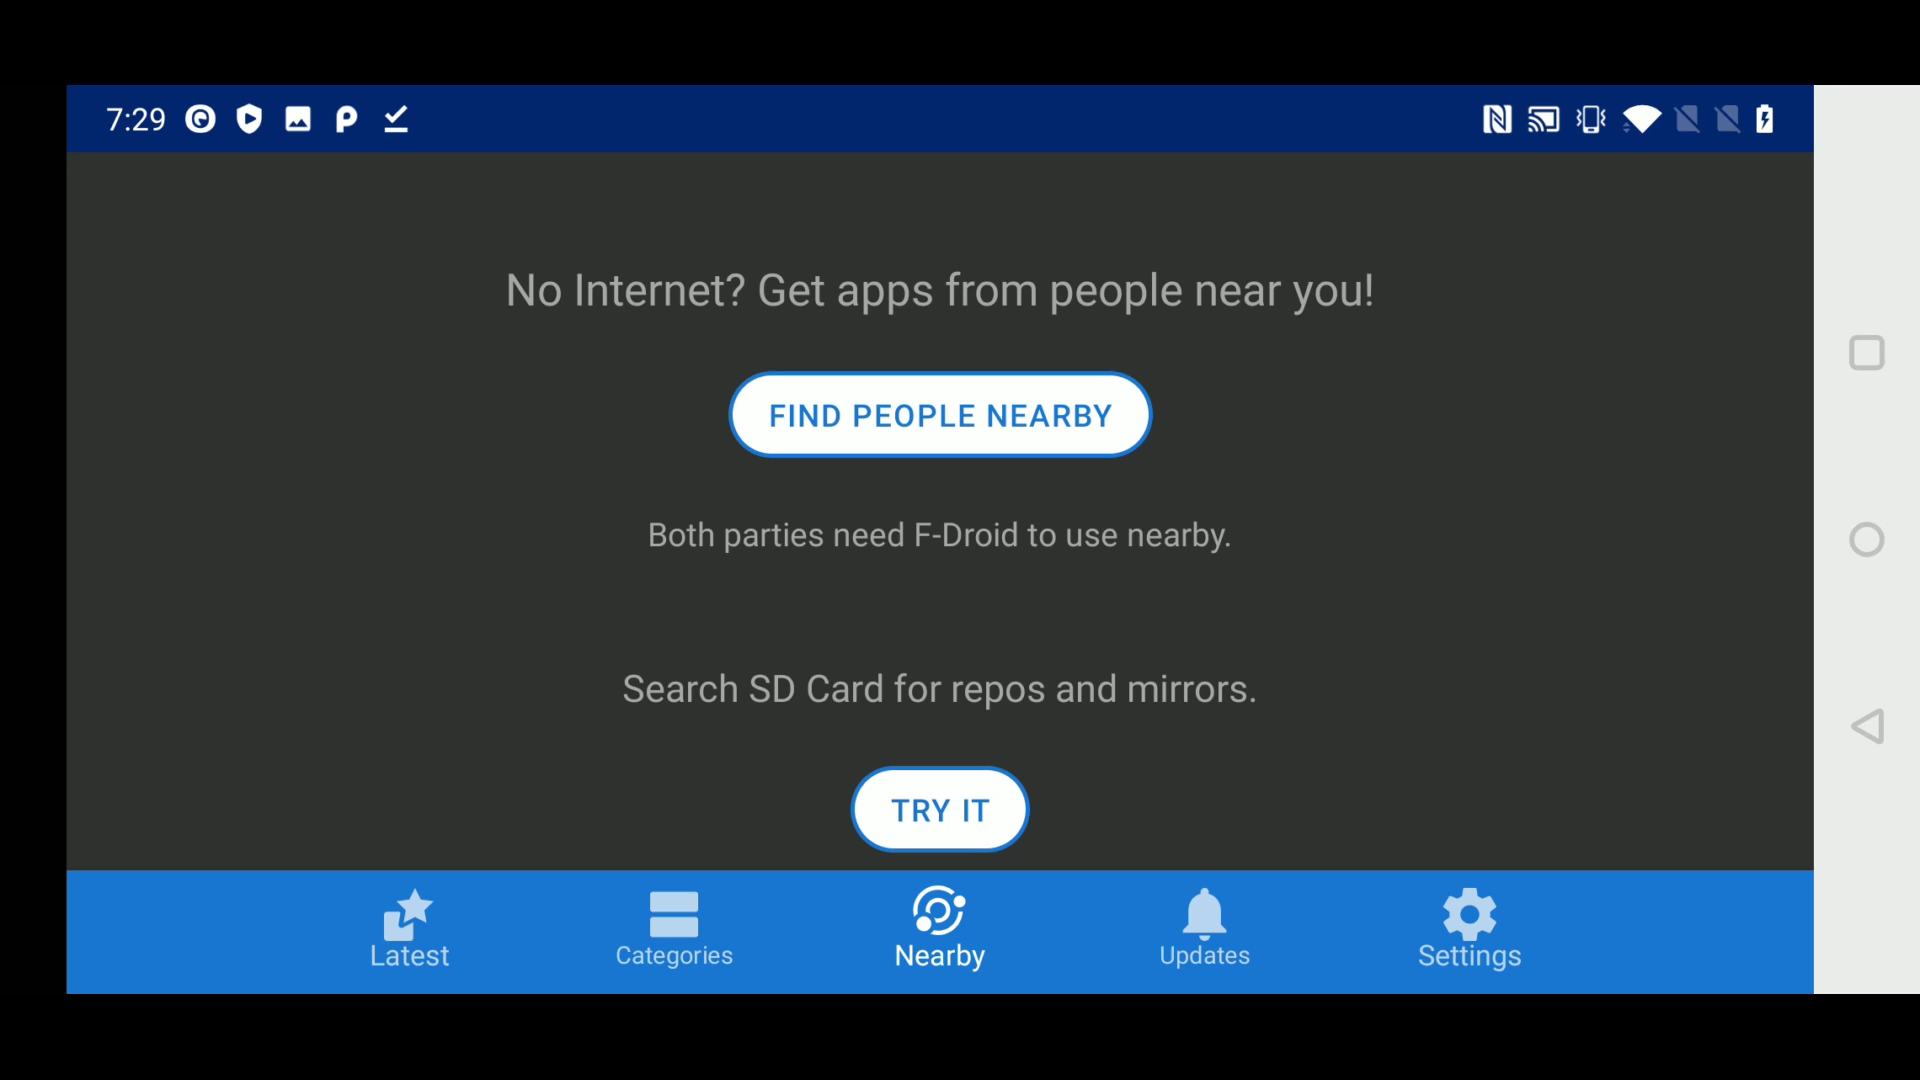 7:29
No Internet? Get apps from people near you!
FIND PEOPLE NEARBY
Both parties need F-Droid to use nearby.
Search SD Card for repos and mirrors.
TRY IT
Latest Categories Nearby Updates Settings